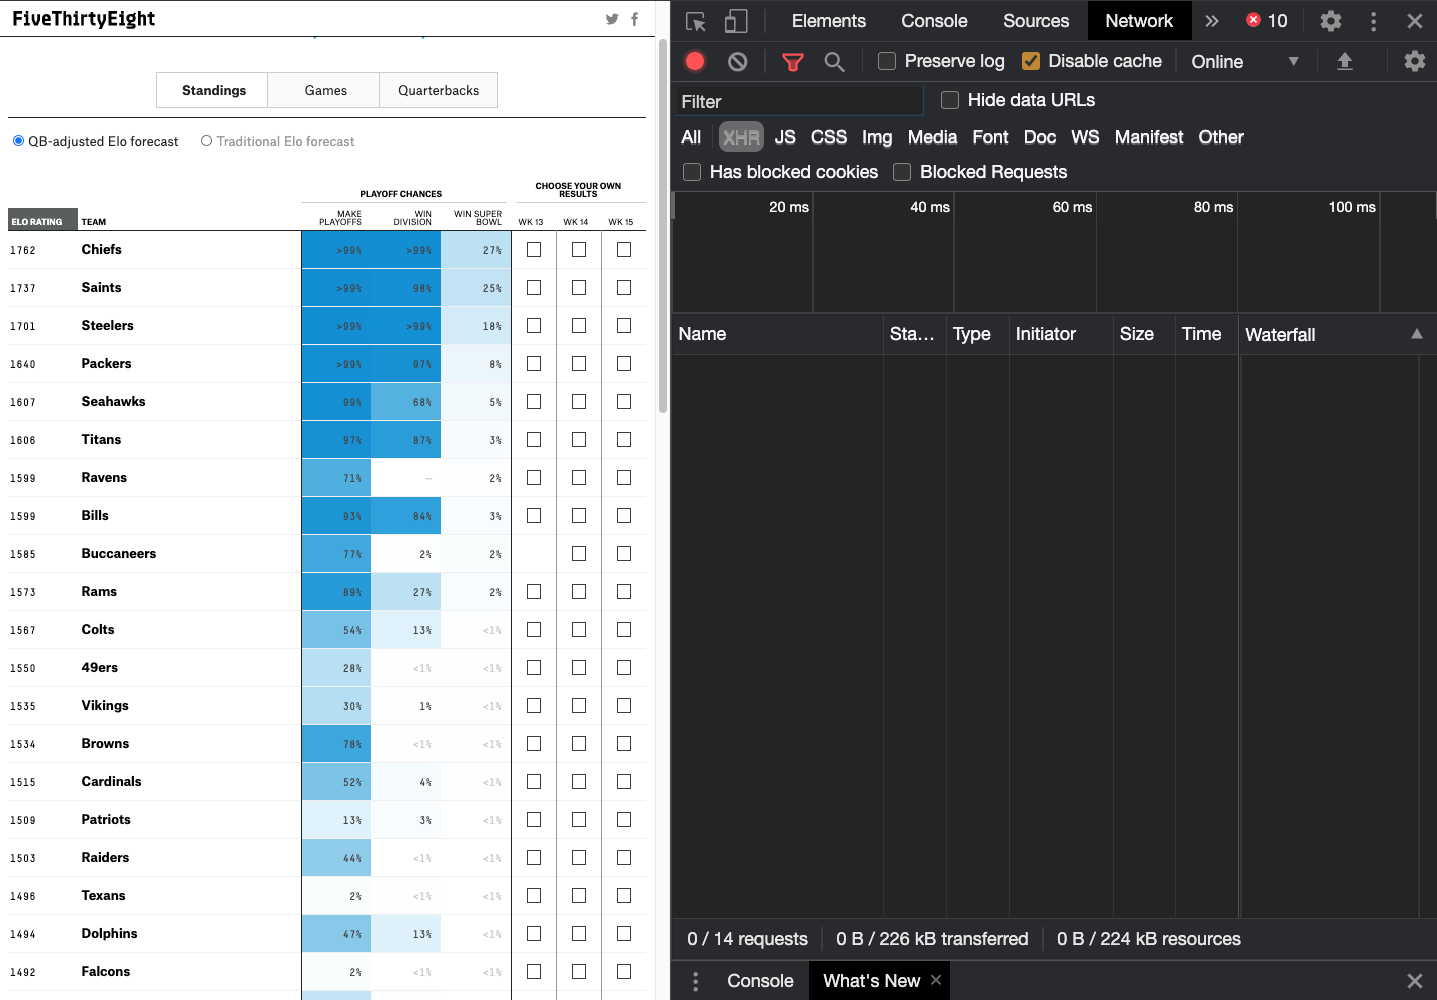 FiveThirtyEight
Standings Games Quarterbacks
QB-adjusted Elo forecast Traditional Elo forecast
PLAYOFF CHANCES CHOOSE YOUR OWN RESULTS
ELO RATING TEAM MAKE PLAYOFFS WIN DIVISION WIN SUPER BOWL WK 13 WK 14 WK 15
1762 Chiefs >99% >99% 27%
1737 Saints >99% 98% 25%
1701 Steelers >99% >99% 18%
1640 Packers >99% 97% 8%
1607 Seahawks 99% 68% 5%
1606 Titans 97% 87% 3%
1599 Ravens 71% — 2%
1599 Bills 93% 84% 3%
1585 Buccaneers 77% 2% 2%
1573 Rams 89% 27% 2%
1567 Colts 54% 13% <1%
1550 49ers 28% <1% <1%
1535 Vikings 30% 1% <1%
1534 Browns 78% <1% <1%
1515 Cardinals 52% 4% <1%
1509 Patriots 13% 3% <1%
1503 Raiders 44% <1% <1%
1496 Texans 2% <1% <1%
1494 Dolphins 47% 13% <1%
1492 Falcons 2% <1% <1%
Elements Console Sources Network » 10
Preserve log Disable cache Online
Filter Hide data URLs
All XHR JS CSS Img Media Font Doc WS Manifest Other
Has blocked cookies Blocked Requests
20 ms 40 ms 60 ms 80 ms 100 ms
Name Sta... Type Initiator Size Time Waterfall
0 / 14 requests 0 B / 226 kB transferred 0 B / 224 kB resources
Console What's New